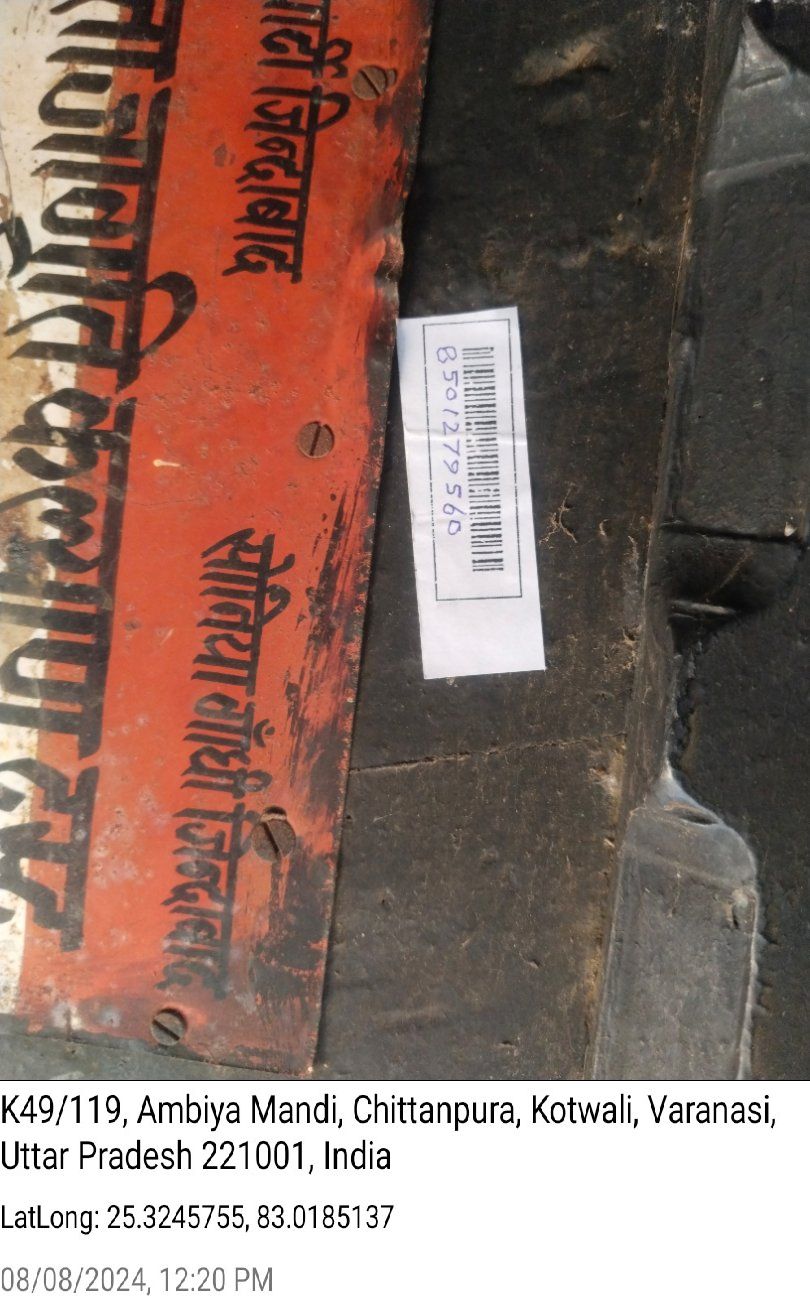 पार्टी जिन्दाबाद
सोनिया गाँधी जिन्दाबाद
8501279560
K49/119, Ambiya Mandi, Chittanpura, Kotwali, Varanasi,
Uttar Pradesh 221001, India
LatLong: 25.3245755, 83.0185137
08/08/2024, 12:20 PM